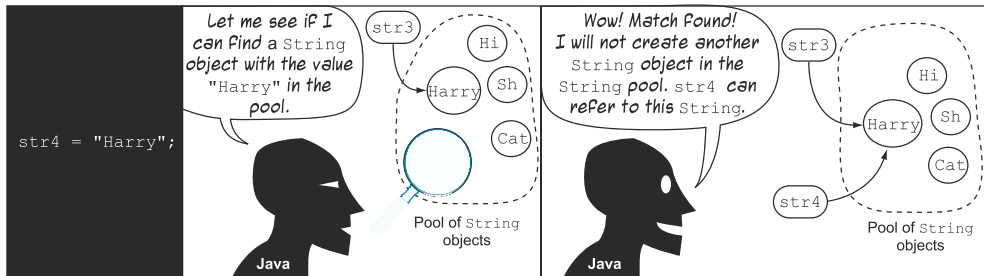 str4 = "Harry";
Let me see if I
can find a String
object with the value
"Harry" in the
pool.
Java
str3
Hi
Harry
Sh
Cat
Pool of String
objects
Wow! Match found!
I will not create another
String object in the
String pool. str4 can
refer to this String.
Java
str3
Hi
Harry
Sh
Cat
str4
Pool of String
objects